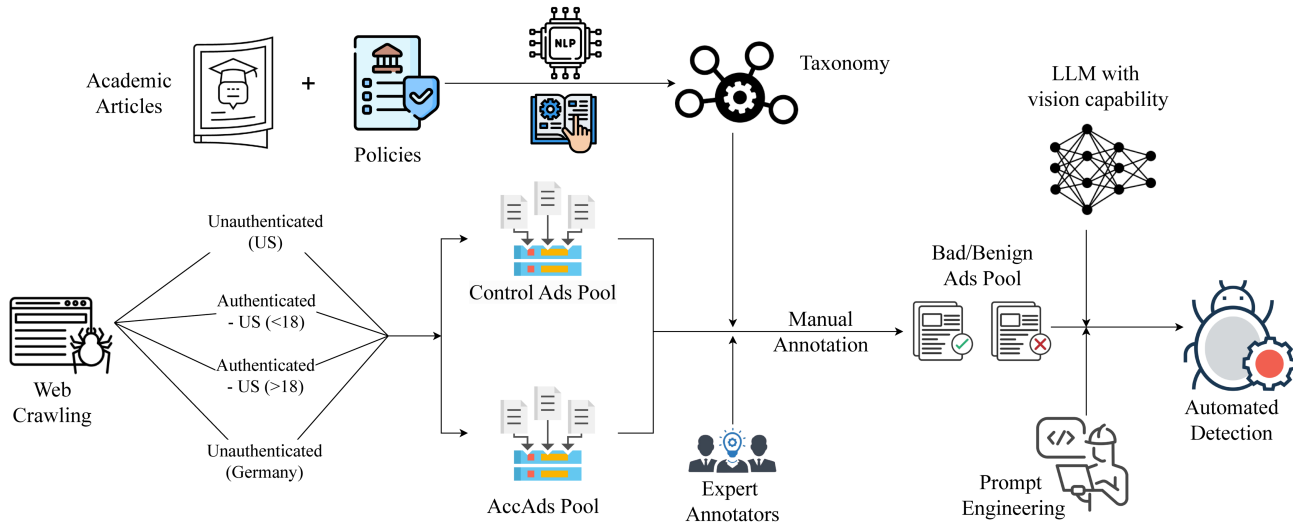 Academic
Articles
+
Policies
NLP
Taxonomy
LLM with
vision capability
Web
Crawling
Unauthenticated
(US)
Authenticated
- US (<18)
Authenticated
- US (>18)
Unauthenticated
(Germany)
Control Ads Pool
AccAds Pool
Manual
Annotation
Expert
Annotators
Bad/Benign
Ads Pool
</>
Prompt
Engineering
Automated
Detection